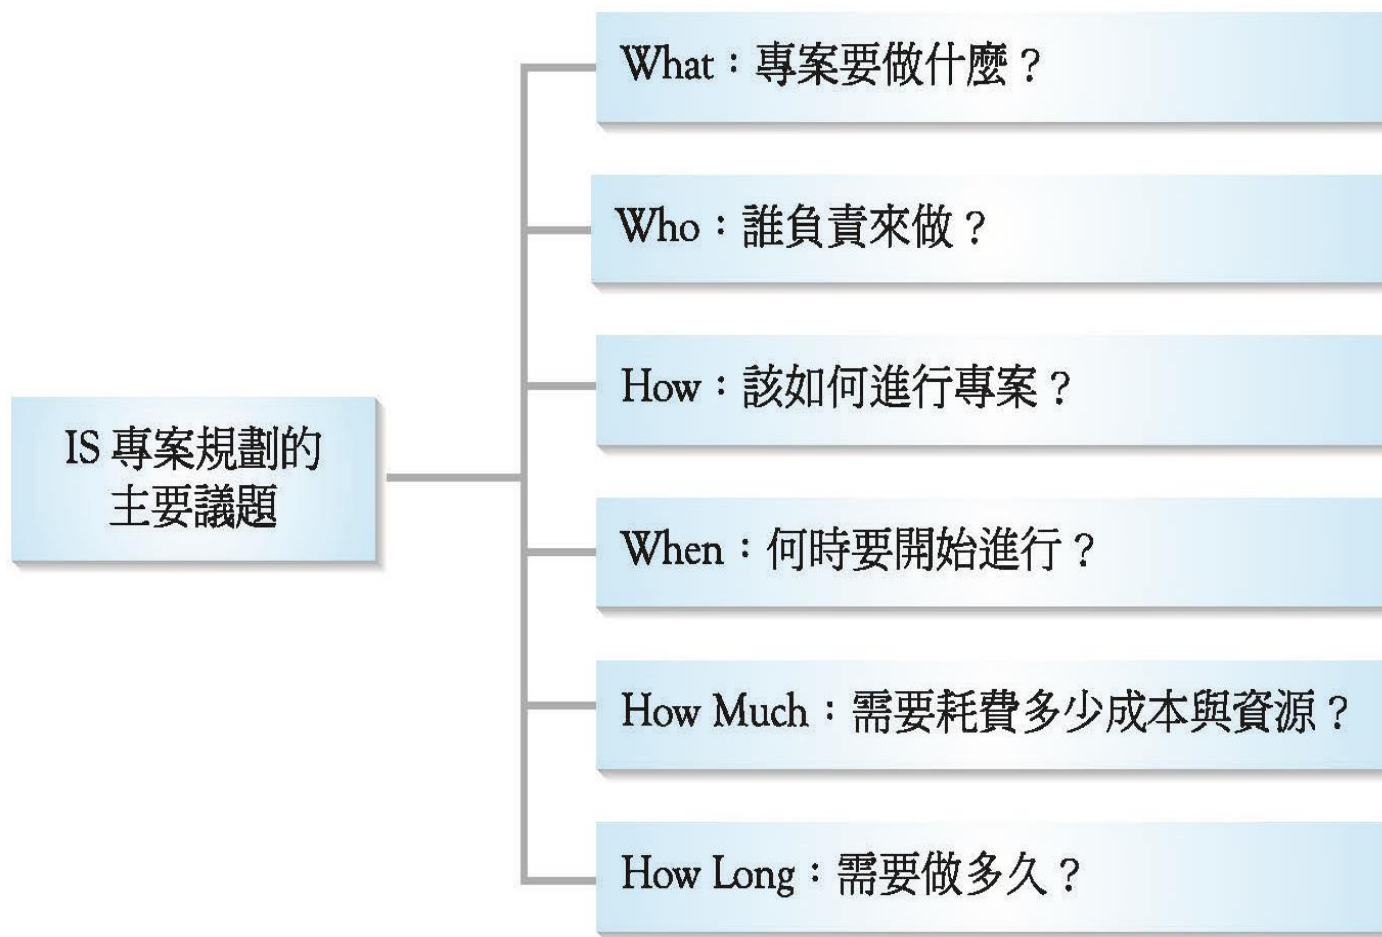 IS 專案規劃的
主要議題
What：專案要做什麼？
Who：誰負責來做？
How：該如何進行專案？
When：何時要開始進行？
How Much：需要耗費多少成本與資源？
How Long：需要做多久？